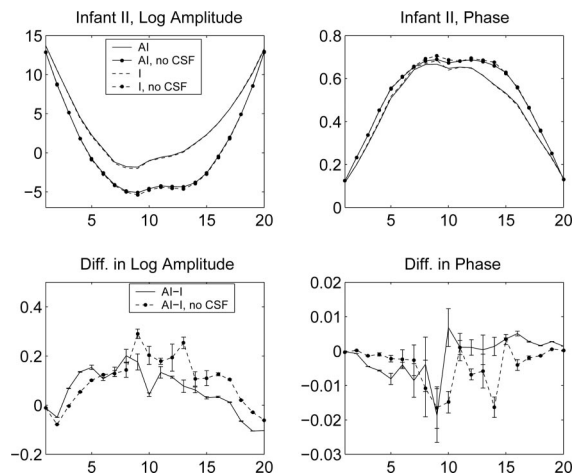 Infant II, Log Amplitude
15
10
5
0
−5
AI
AI, no CSF
I
I, no CSF
5 10 15 20
Infant II, Phase
0.8
0.6
0.4
0.2
0
5 10 15 20
Diff. in Log Amplitude
0.4
0.2
0
−0.2
AI−I
AI−I, no CSF
5 10 15 20
Diff. in Phase
0.02
0.01
0
−0.01
−0.02
−0.03
5 10 15 20